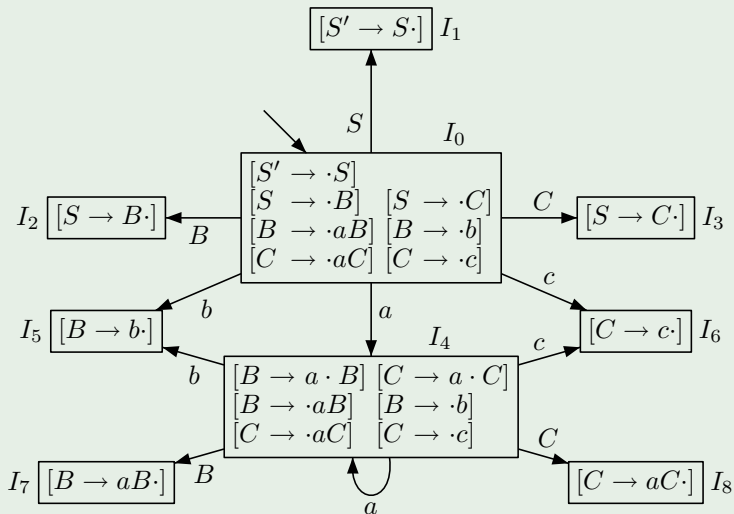 [S′ → S·] I₁
S
I₀
[S′ → ·S]
[S → ·B] [S → ·C]
[B → ·aB] [B → ·b]
[C → ·aC] [C → ·c]
I₂ [S → B·]
B
C
[S → C·] I₃
b
a
c
I₅ [B → b·]
[C → c·] I₆
I₄
b
c
[B → a · B] [C → a · C]
[B → ·aB] [B → ·b]
[C → ·aC] [C → ·c]
B
C
I₇ [B → aB·]
a
[C → aC·] I₈